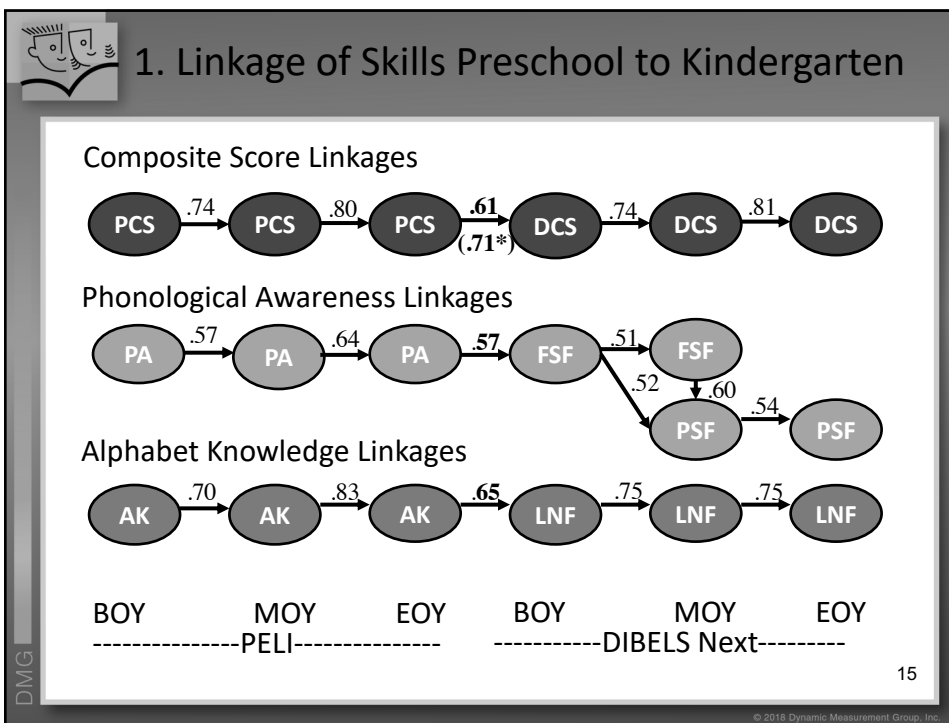 1. Linkage of Skills Preschool to Kindergarten
Composite Score Linkages
PCS .74 PCS .80 PCS .61 (.71*) DCS .74 DCS .81 DCS
Phonological Awareness Linkages
PA .57 PA .64 PA .57 FSF .51 FSF
.52 .60
PSF .54 PSF
Alphabet Knowledge Linkages
AK .70 AK .83 AK .65 LNF .75 LNF .75 LNF
BOY MOY EOY BOY MOY EOY
---------------PELI--------------- -----------DIBELS Next---------
15
DMG
© 2018 Dynamic Measurement Group, Inc.